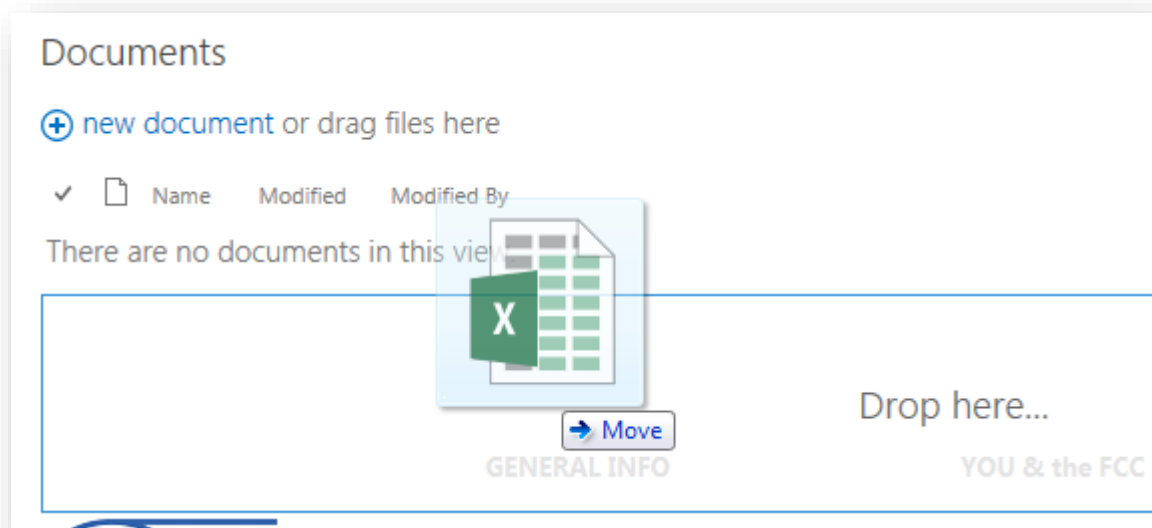 Documents
new document or drag files here
Name Modified Modified By
There are no documents in this view.
X
Drop here...
Move
GENERAL INFO YOU & the FCC